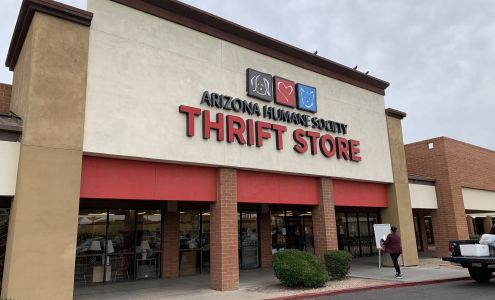 ARIZONA HUMANE SOCIETY
THRIFT STORE